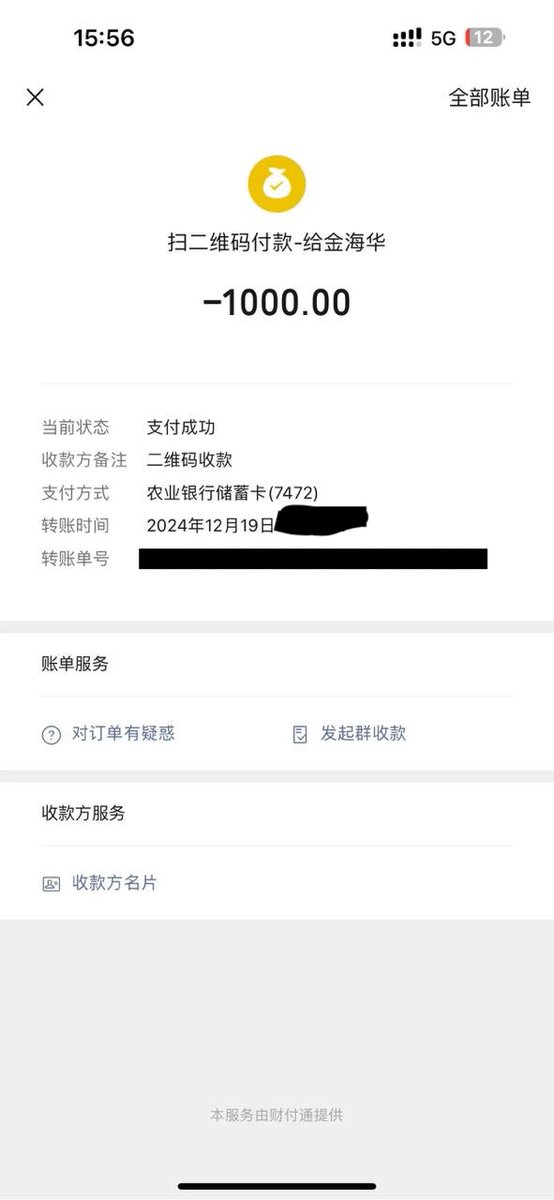 15:56
5G
12
全部账单
扫二维码付款-给金海华
-1000.00
当前状态 支付成功
收款方备注 二维码收款
支付方式 农业银行储蓄卡(7472)
转账时间 2024年12月19日
转账单号
账单服务
对订单有疑惑 发起群收款
收款方服务
收款方名片
本服务由财付通提供